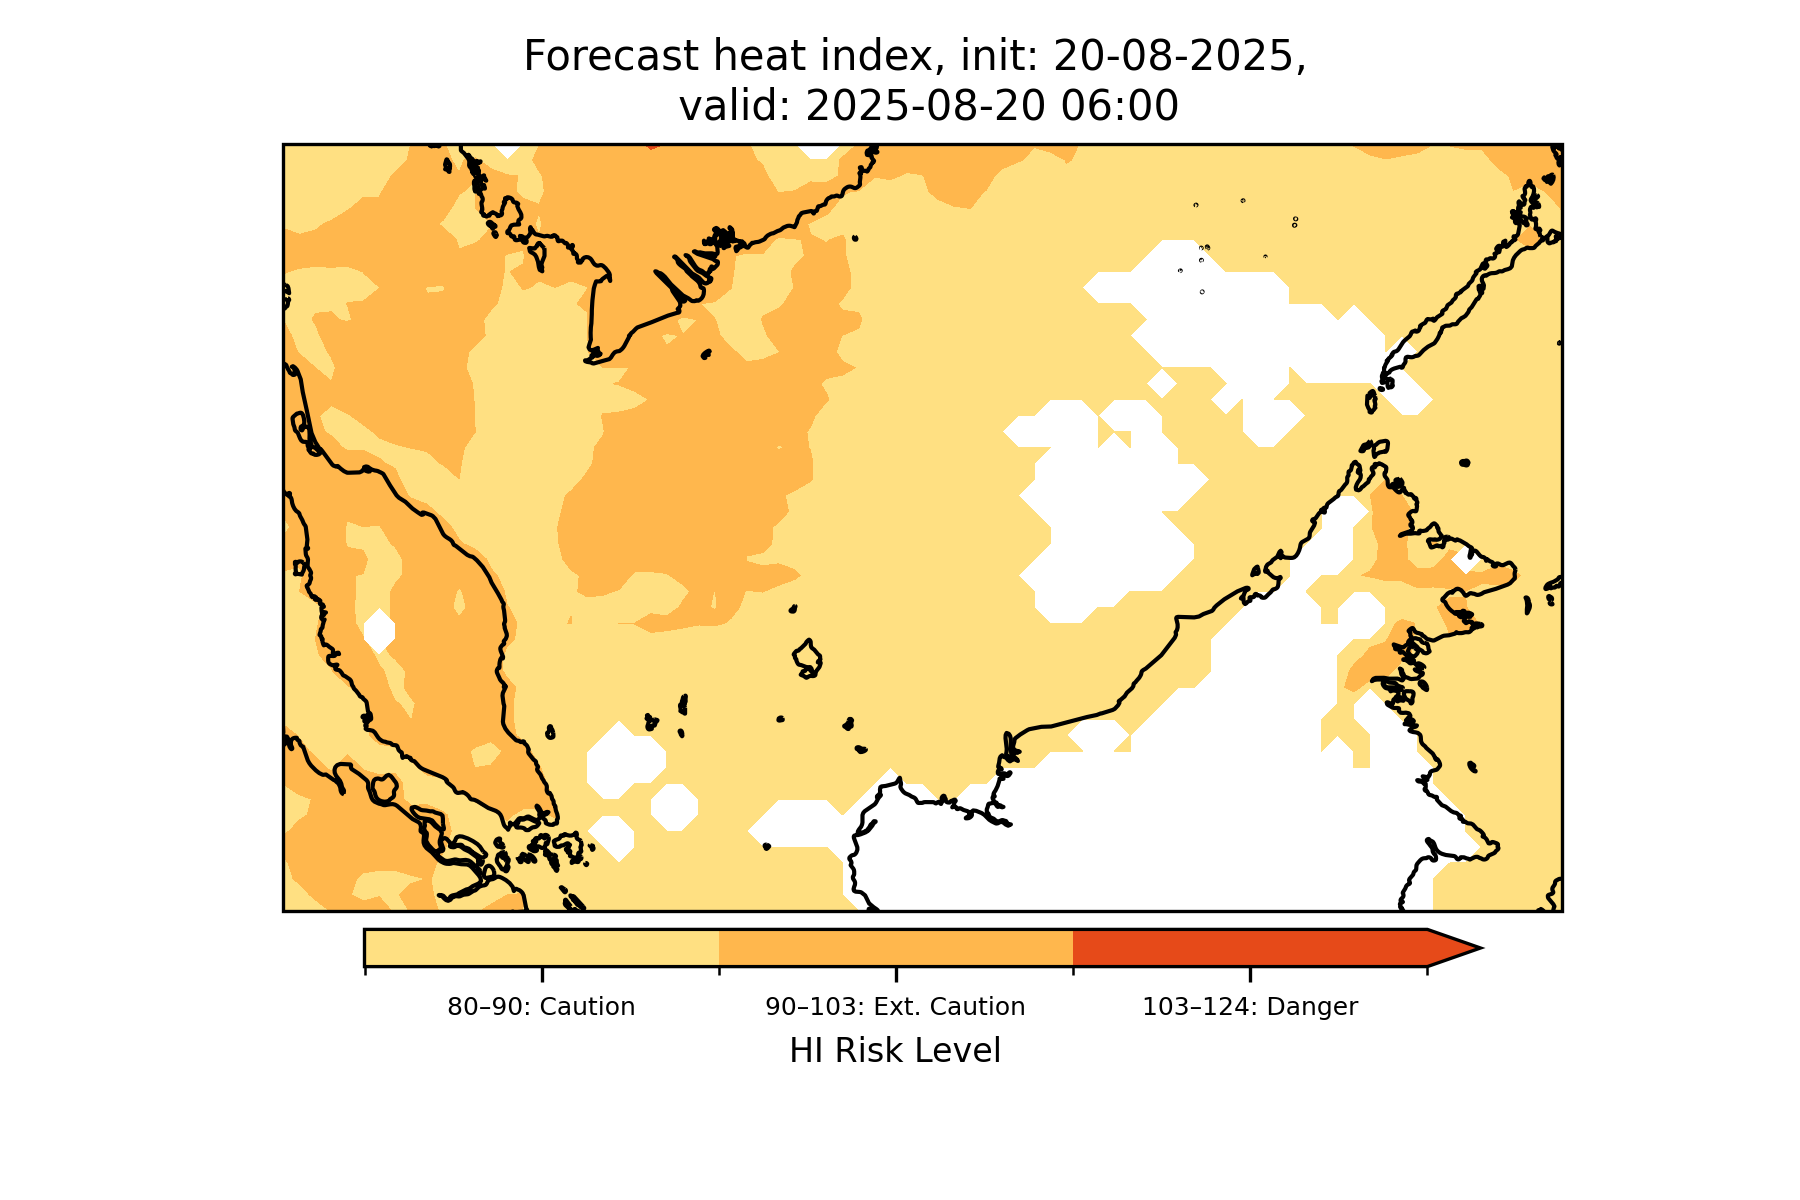 Forecast heat index, init: 20-08-2025,
valid: 2025-08-20 06:00
80–90: Caution
90–103: Ext. Caution
103–124: Danger
HI Risk Level